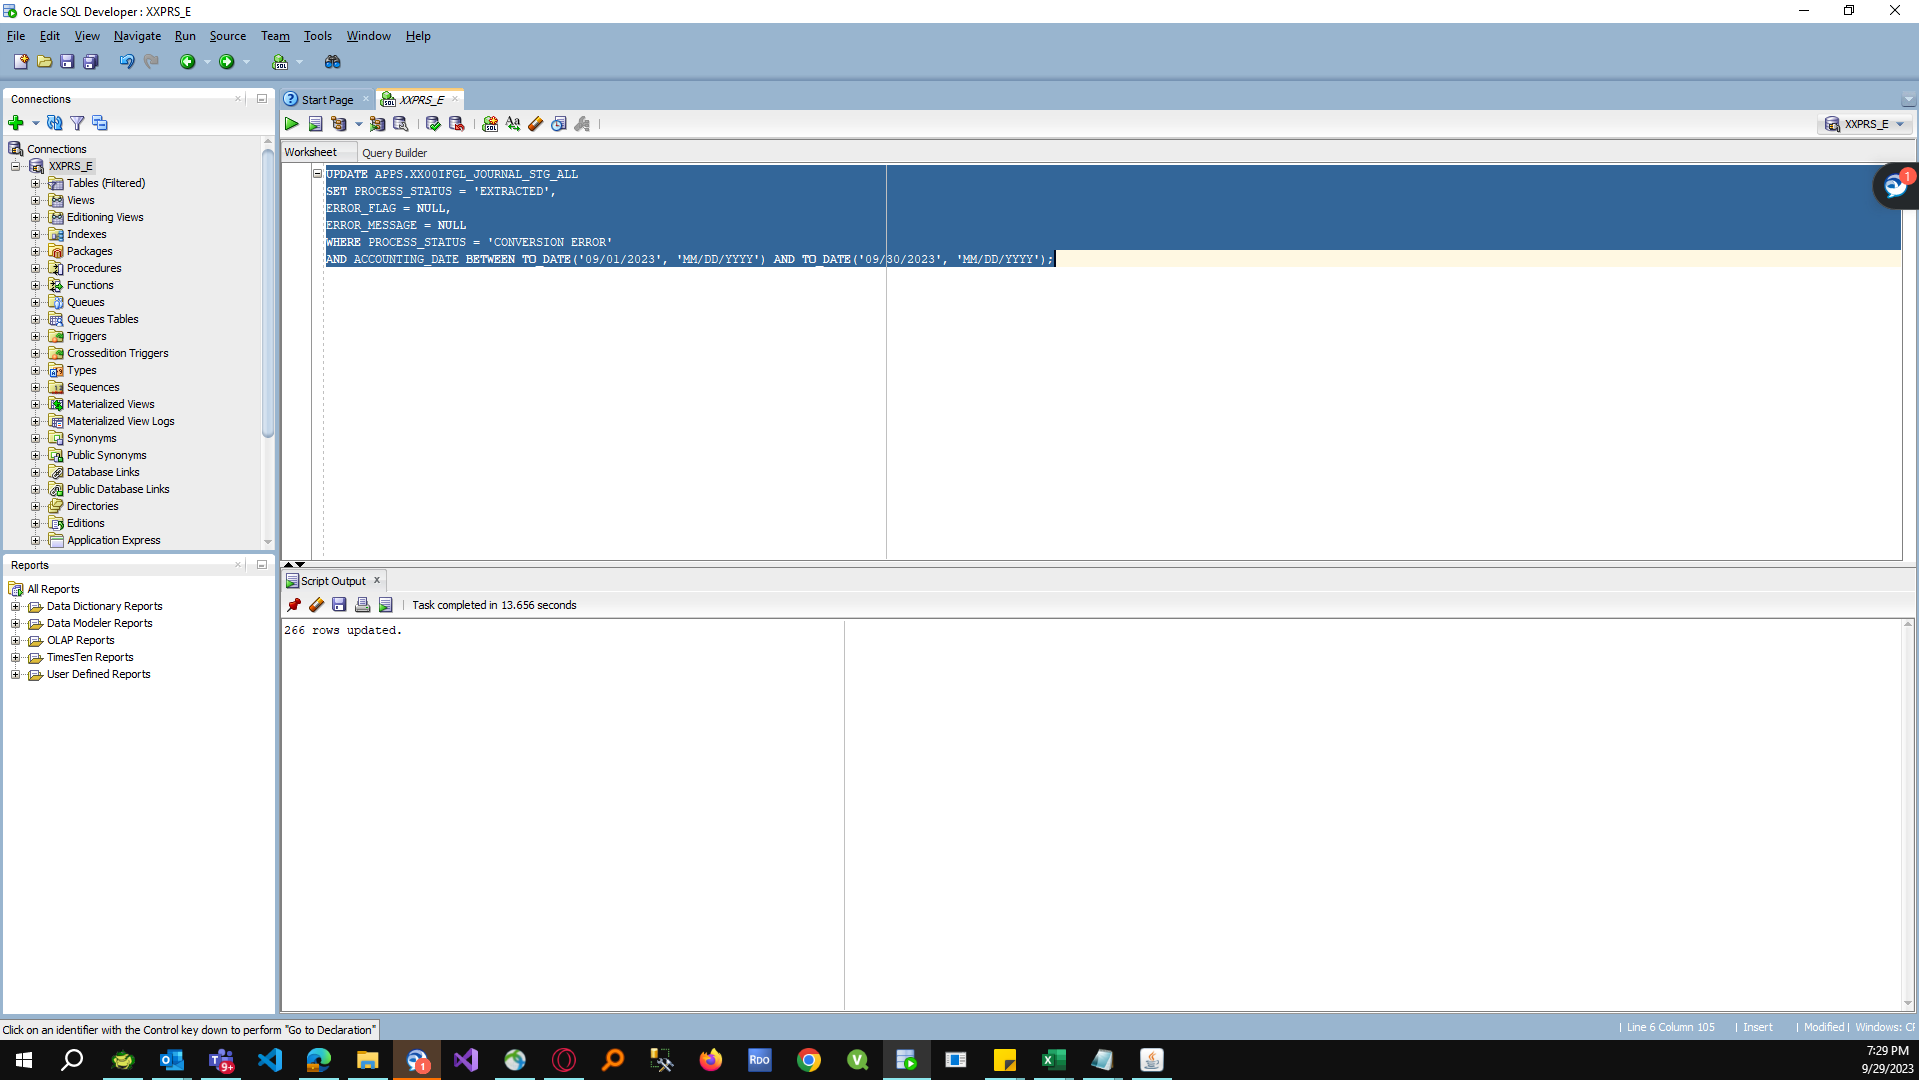 Oracle SQL Developer : XXPRS_E
File Edit View Navigate Run Source Team Tools Window Help
Connections
Connections
XXPRS_E
Tables (Filtered)
Views
Editioning Views
Indexes
Packages
Procedures
Functions
Queues
Queues Tables
Triggers
Crossedition Triggers
Types
Sequences
Materialized Views
Materialized View Logs
Synonyms
Public Synonyms
Database Links
Public Database Links
Directories
Editions
Application Express
Reports
All Reports
Data Dictionary Reports
Data Modeler Reports
OLAP Reports
TimesTen Reports
User Defined Reports
Start Page XXPRS_E
XXPRS_E
Worksheet Query Builder
UPDATE APPS.XX00IFGL_JOURNAL_STG_ALL
SET PROCESS_STATUS = 'EXTRACTED',
ERROR_FLAG = NULL,
ERROR_MESSAGE = NULL
WHERE PROCESS_STATUS = 'CONVERSION ERROR'
AND ACCOUNTING_DATE BETWEEN TO_DATE('09/01/2023', 'MM/DD/YYYY') AND TO_DATE('09/30/2023', 'MM/DD/YYYY');
1
Script Output
Task completed in 13.656 seconds
266 rows updated.
Click on an identifier with the Control key down to perform "Go to Declaration"
Line 6 Column 105 Insert Modified Windows: CF
9+
1
RDO
7:29 PM
9/29/2023